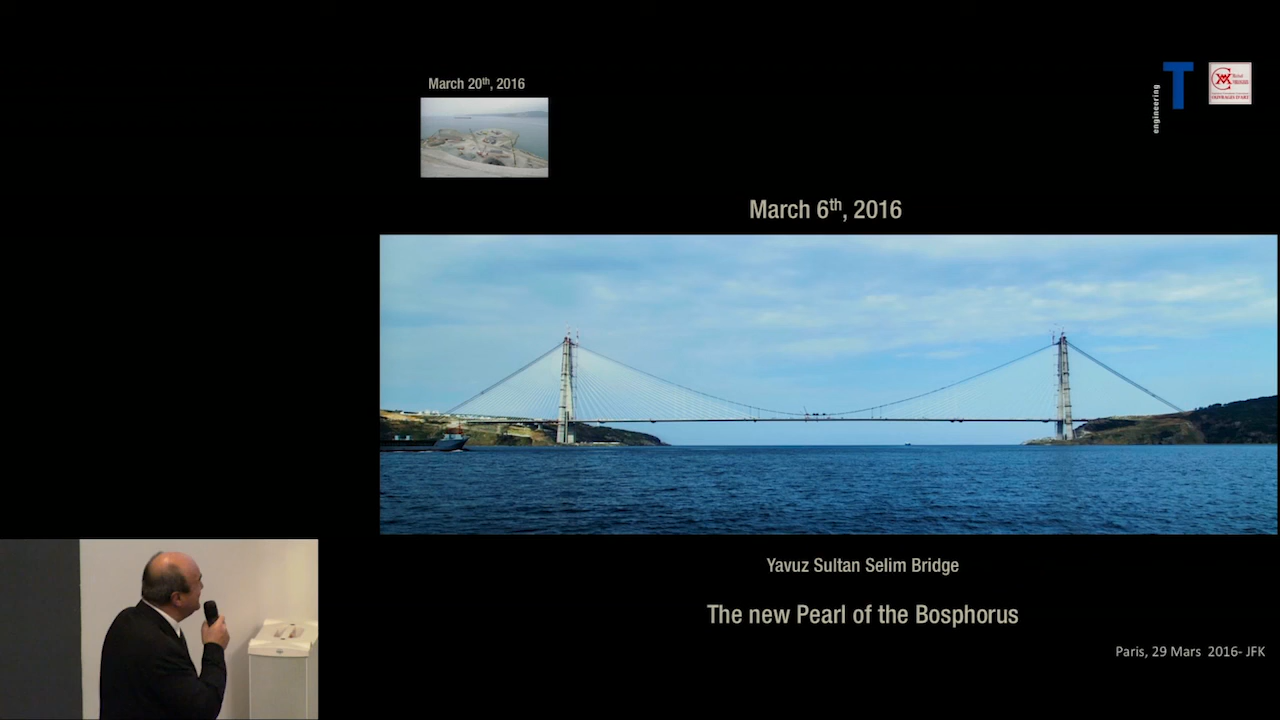 March 20th, 2016
engineering
T
March 6th, 2016
Yavuz Sultan Selim Bridge
The new Pearl of the Bosphorus
Paris, 29 Mars 2016- JFK